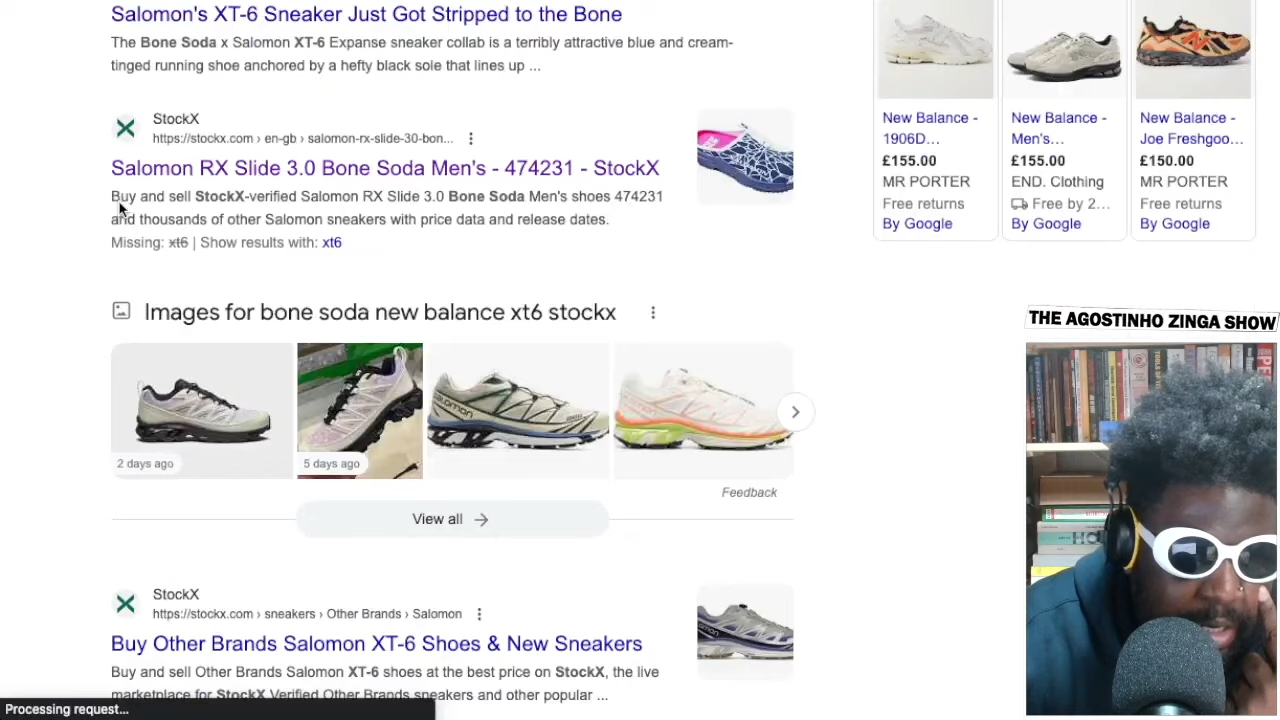 Salomon's XT-6 Sneaker Just Got Stripped to the Bone
The Bone Soda x Salomon XT-6 Expanse sneaker collab is a terribly attractive blue and cream-
tinged running shoe anchored by a hefty black sole that lines up ...
StockX
https://stockx.com › en-gb › salomon-rx-slide-30-bon...
Salomon RX Slide 3.0 Bone Soda Men's - 474231 - StockX
Buy and sell StockX-verified Salomon RX Slide 3.0 Bone Soda Men's shoes 474231
and thousands of other Salomon sneakers with price data and release dates.
Missing: xt6 | Show results with: xt6
Images for bone soda new balance xt6 stockx
2 days ago
5 days ago
Feedback
View all
StockX
https://stockx.com › sneakers › Other Brands › Salomon
Buy Other Brands Salomon XT-6 Shoes & New Sneakers
Buy and sell Other Brands Salomon XT-6 shoes at the best price on StockX, the live
marketplace for StockX Verified Other Brands sneakers and other popular ...
Processing request...
New Balance -
1906D...
£155.00
MR PORTER
Free returns
By Google
New Balance -
Men's...
£155.00
END. Clothing
Free by 2...
By Google
New Balance -
Joe Freshgoo...
£150.00
MR PORTER
Free returns
By Google
THE AGOSTINHO ZINGA SHOW